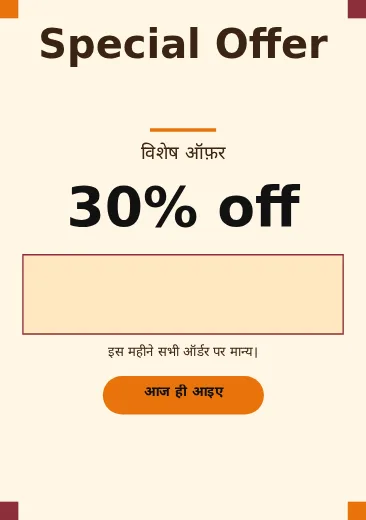 Special Offer
विशेष ऑफ़र
30% off
इस महीने सभी ऑर्डर पर मान्य।
आज ही आइए